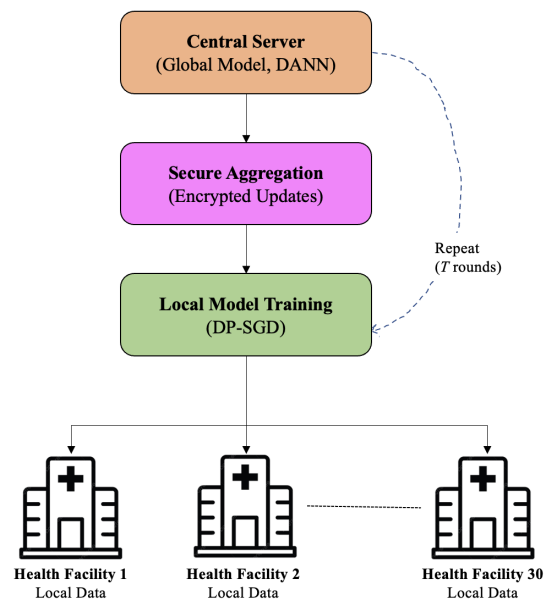 Central Server
(Global Model, DANN)
Secure Aggregation
(Encrypted Updates)
Repeat
(T rounds)
Local Model Training
(DP-SGD)
Health Facility 1
Local Data
Health Facility 2
Local Data
Health Facility 30
Local Data